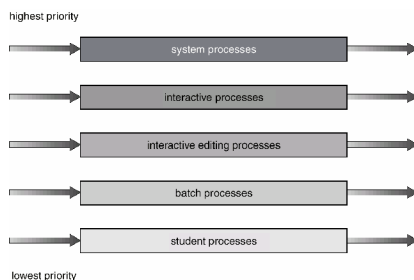 highest priority
system processes
interactive processes
interactive editing processes
batch processes
student processes
lowest priority